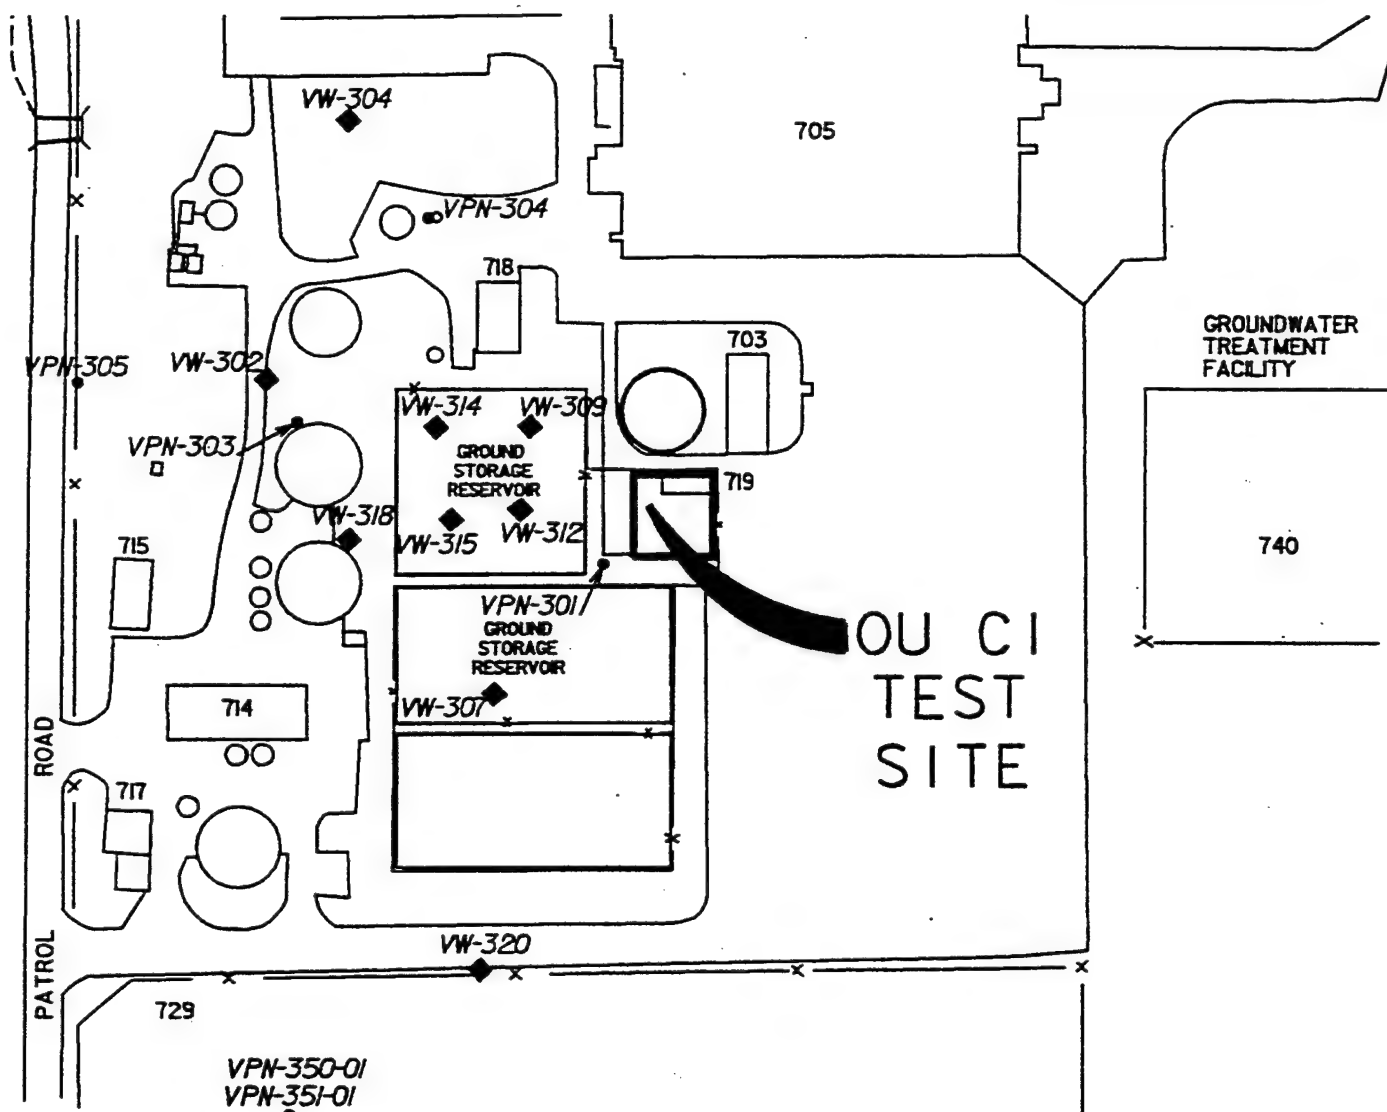 VW-304
705
VPN-304
718
GROUNDWATER
TREATMENT
FACILITY
703
VPN-305
VW-302
VW-314
VW-309
VPN-303
GROUND
STORAGE
RESERVOIR
719
VW-318
VW-315
VW-312
715
740
VPN-301
GROUND
STORAGE
RESERVOIR
OU C1
TEST
SITE
VW-307
714
717
PATROL ROAD
VW-320
729
VPN-350-01
VPN-351-01